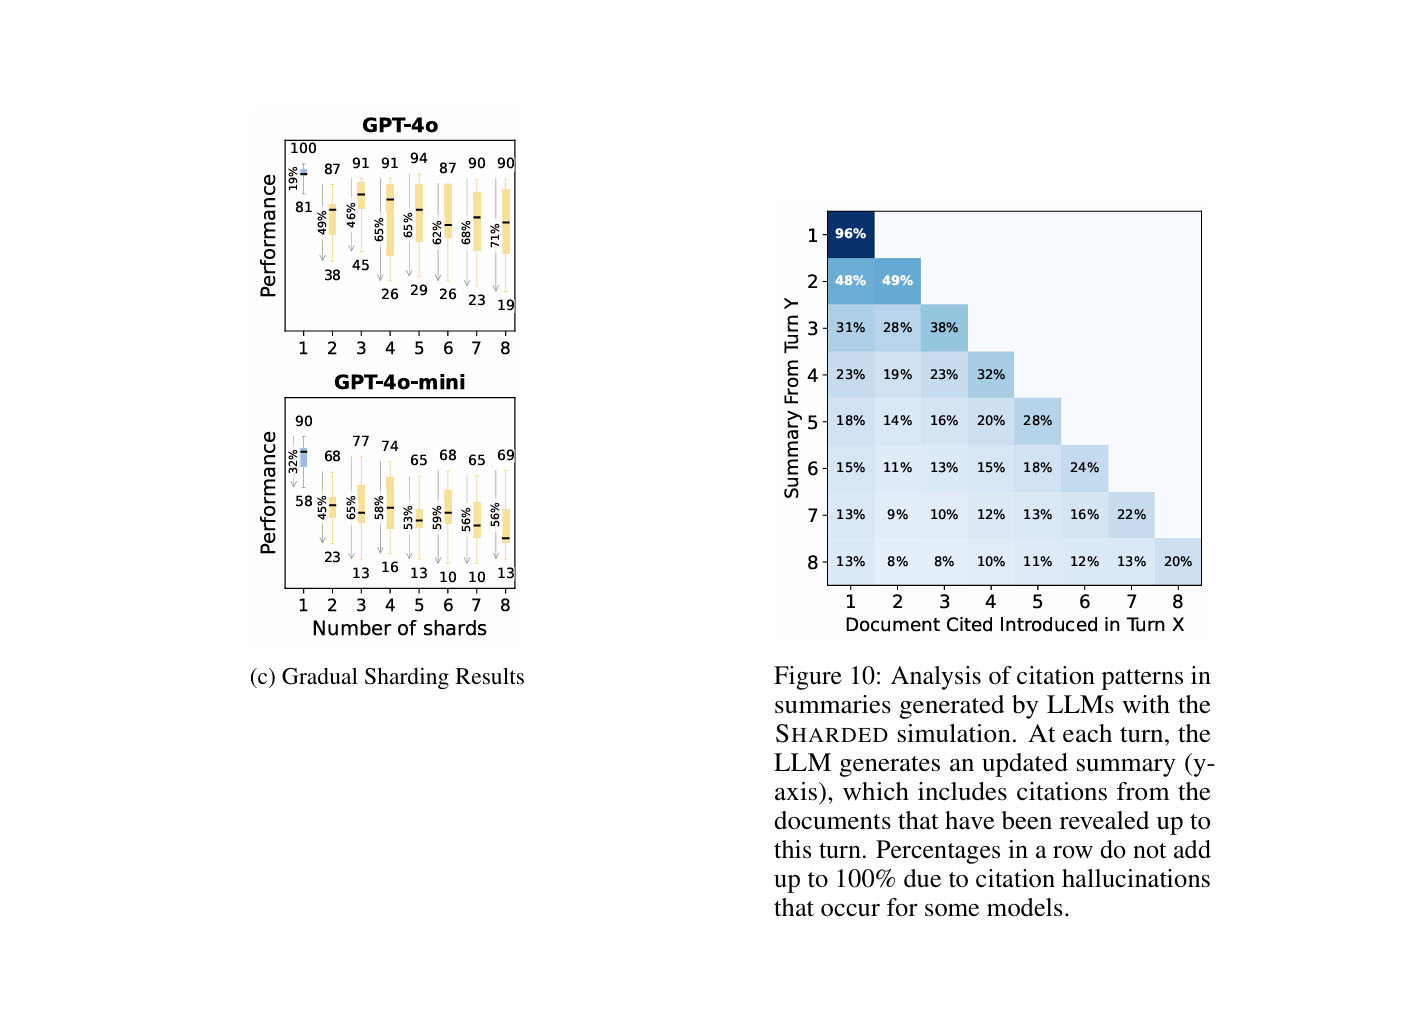 GPT-4o
100 87 91 91 94 87 90 90
19% 49% 46% 65% 65% 62% 68% 71%
81 38 45 26 29 26 23 19
Performance
1 2 3 4 5 6 7 8
GPT-4o-mini
90 68 77 74 65 68 65 69
32% 45% 65% 58% 53% 59% 56% 56%
58 23 13 16 13 10 10 13
Performance
1 2 3 4 5 6 7 8
Number of shards
(c) Gradual Sharding Results
Summary From Turn Y
1 96%
2 48% 49%
3 31% 28% 38%
4 23% 19% 23% 32%
5 18% 14% 16% 20% 28%
6 15% 11% 13% 15% 18% 24%
7 13% 9% 10% 12% 13% 16% 22%
8 13% 8% 8% 10% 11% 12% 13% 20%
1 2 3 4 5 6 7 8
Document Cited Introduced in Turn X
Figure 10: Analysis of citation patterns in
summaries generated by LLMs with the
SHARDED simulation. At each turn, the
LLM generates an updated summary (y-
axis), which includes citations from the
documents that have been revealed up to
this turn. Percentages in a row do not add
up to 100% due to citation hallucinations
that occur for some models.